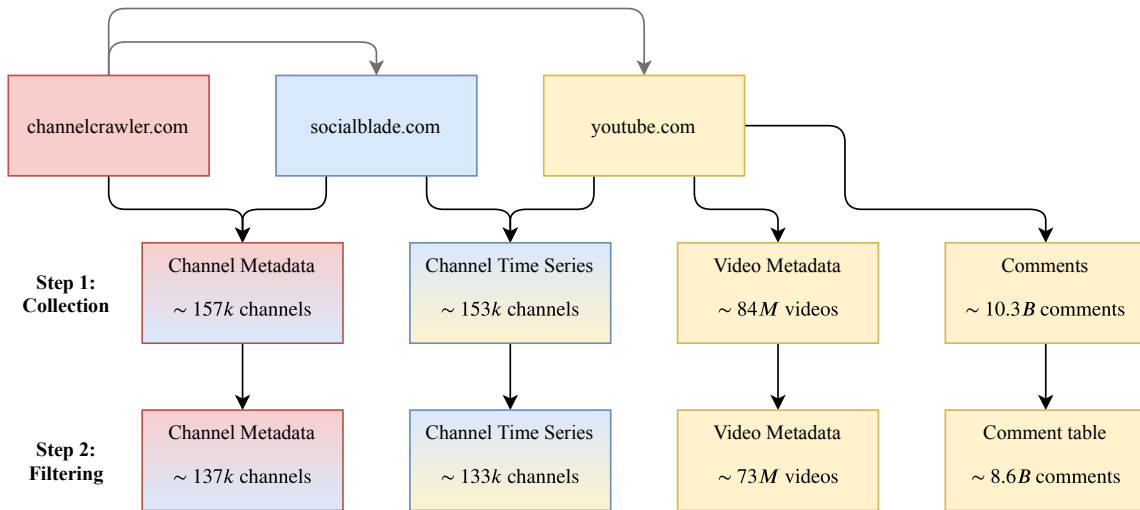 channelcrawler.com
socialblade.com
youtube.com
Step 1:
Collection
Channel Metadata
~ 157k channels
Channel Time Series
~ 153k channels
Video Metadata
~ 84M videos
Comments
~ 10.3B comments
Step 2:
Filtering
Channel Metadata
~ 137k channels
Channel Time Series
~ 133k channels
Video Metadata
~ 73M videos
Comment table
~ 8.6B comments